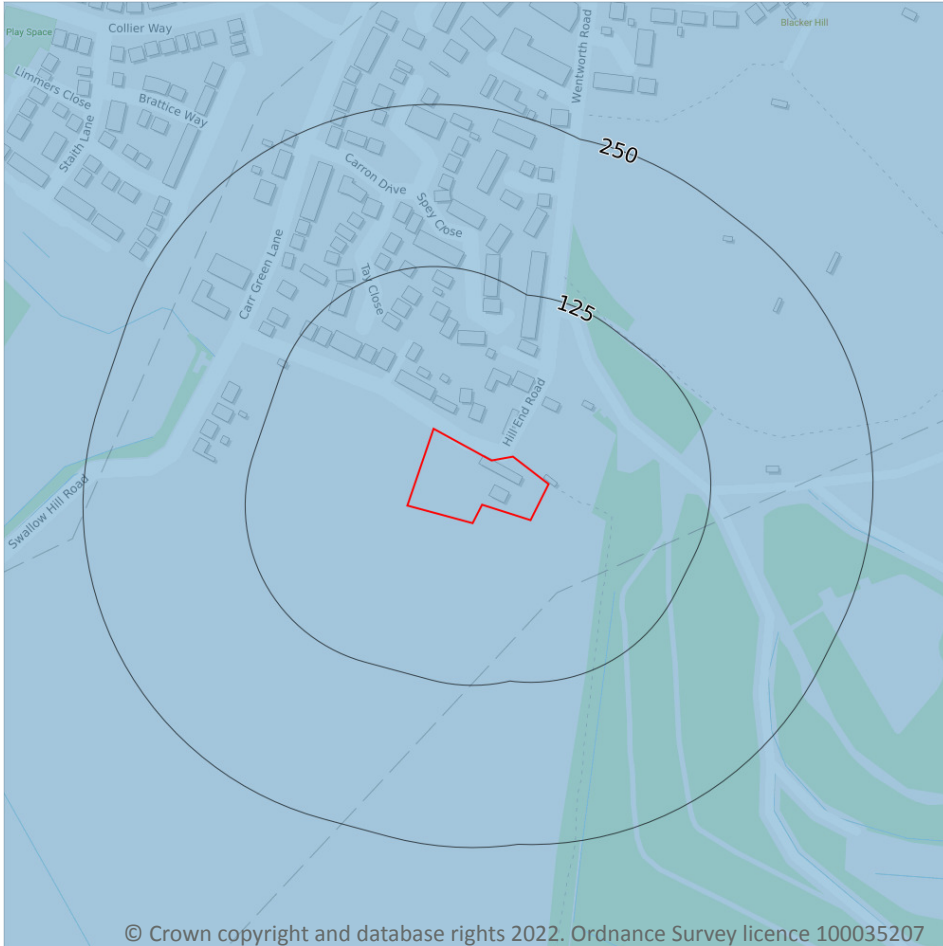 Collier Way
Blacker Hill
Play Space
Wentworth Road
Limmers Close
Brattice Way
Staith Lane
250
Carron Drive
Spey Close
Carr Green Lane
Tay Close
125
Hill End Road
Swallow Hill Road
© Crown copyright and database rights 2022. Ordnance Survey licence 100035207